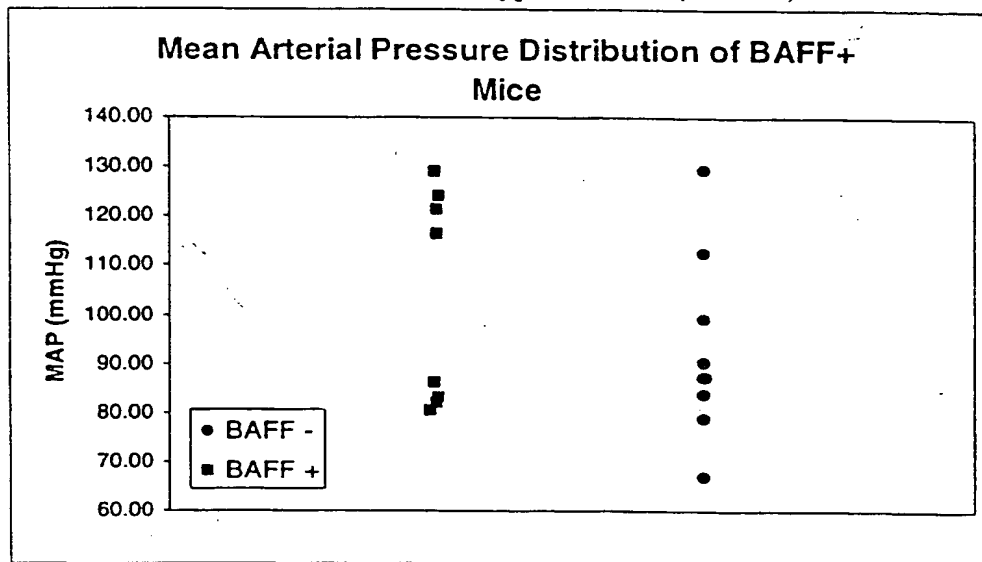 Mean Arterial Pressure Distribution of BAFF+
Mice
140.00
130.00
120.00
110.00
100.00
90.00
80.00
70.00
60.00
MAP (mmHg)
BAFF -
BAFF +